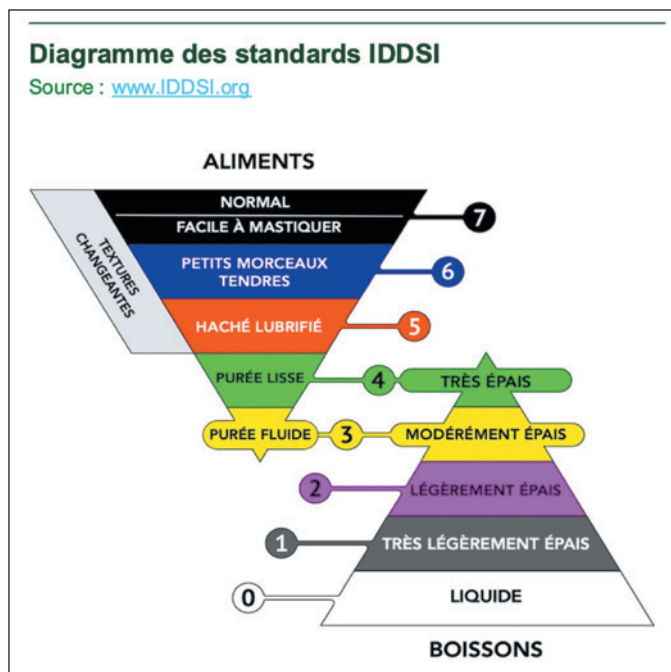 Diagramme des standards IDDSI
Source : www.IDDSI.org
ALIMENTS
NORMAL
FACILE À MASTIQUER
7
TEXTURES
CHANGEANTES
PETITS MORCEAUX
TENDRES
6
HACHÉ LUBRIFIÉ
5
PURÉE LISSE
4
TRÈS ÉPAIS
PURÉE FLUIDE
3
MODÉRÉMENT ÉPAIS
2
LÉGÈREMENT ÉPAIS
1
TRÈS LÉGÈREMENT ÉPAIS
0
LIQUIDE
BOISSONS